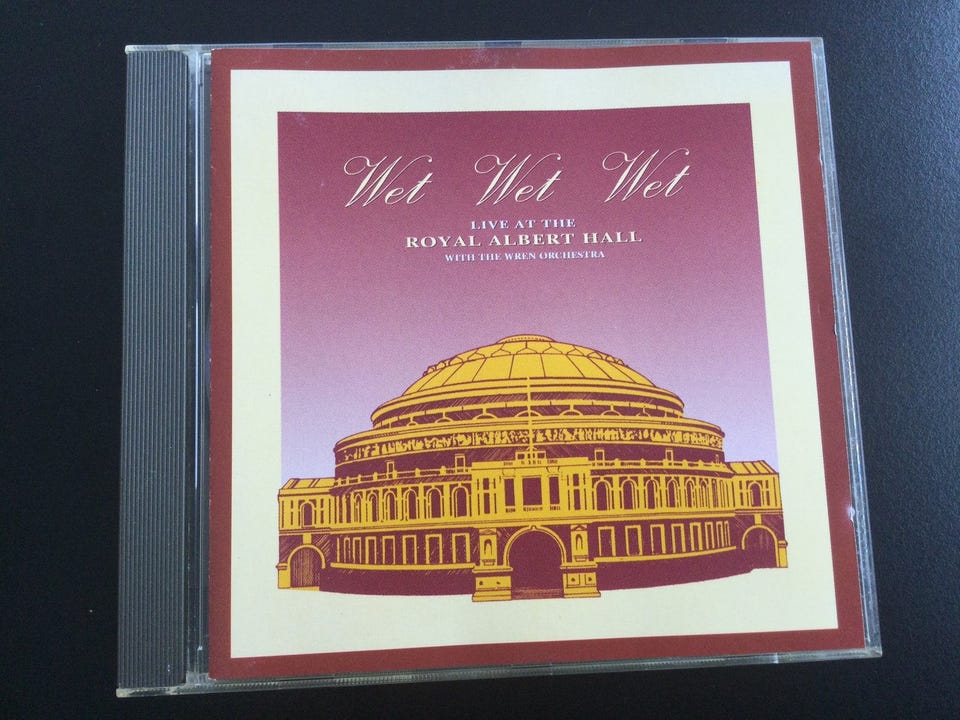 Wet Wet Wet
LIVE AT THE
ROYAL ALBERT HALL
WITH THE WREN ORCHESTRA